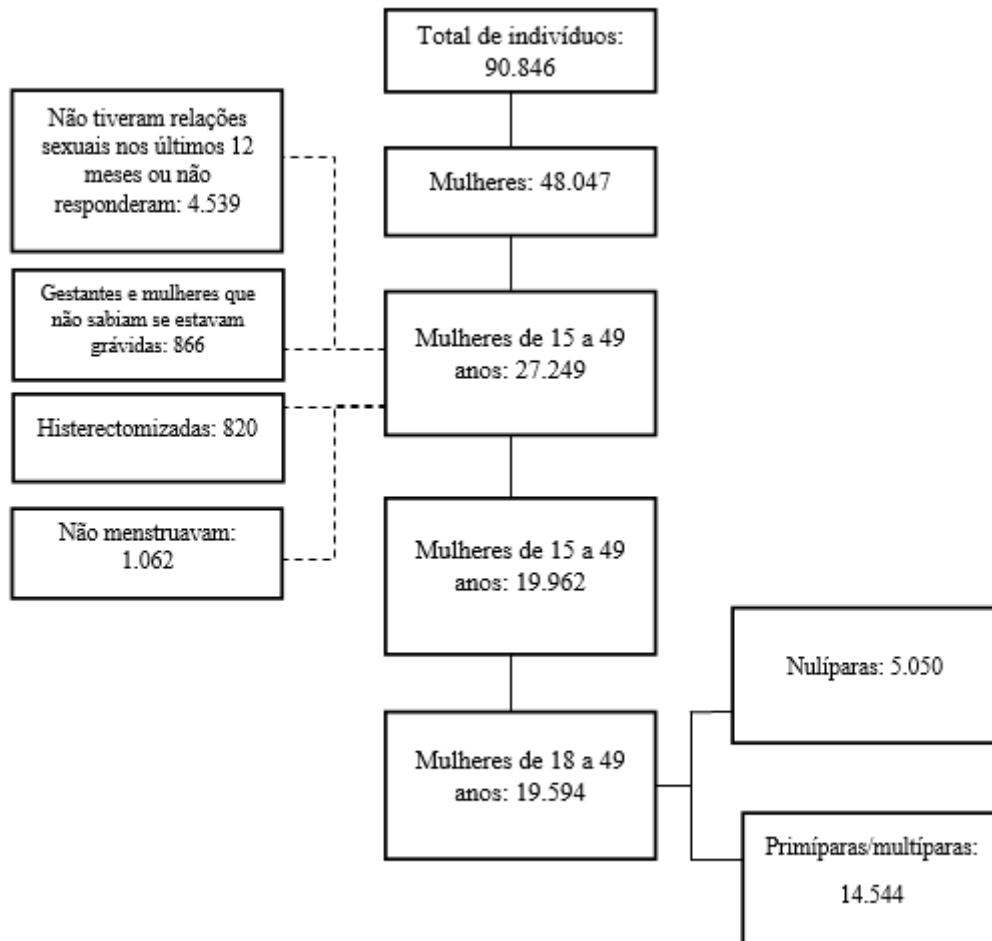 Total de indivíduos:
90.846
Não tiveram relações
sexuais nos últimos 12
meses ou não
responderam: 4.539
Mulheres: 48.047
Gestantes e mulheres que
não sabiam se estavam
grávidas: 866
Mulheres de 15 a 49
anos: 27.249
Histerectomizadas: 820
Não menstruavam:
1.062
Mulheres de 15 a 49
anos: 19.962
Nulíparas: 5.050
Mulheres de 18 a 49
anos: 19.594
Primíparas/multíparas:
14.544